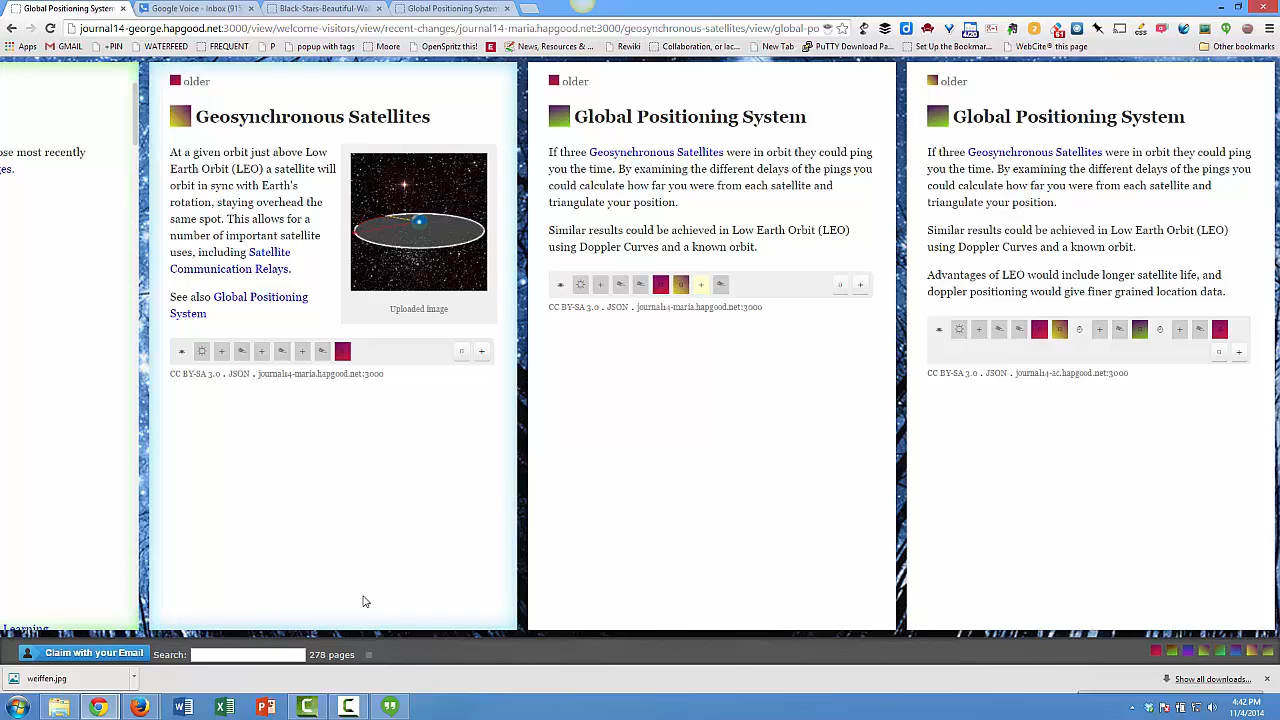 Global Positioning System
Google Voice - Inbox (915
Black-Stars-Beautiful-Wal
Global Positioning System
journal14-george.hapgood.net:3000/view/welcome-visitors/view/recent-changes/journal14-maria.hapgood.net:3000/geosynchronous-satellites/view/global-po
Apps GMAIL +PIN WATERFEED FREQUENT popup with tags Moore OpenSpritz this! News, Resources &... Rewiki Collaboration, or lac... New Tab PuTTY Download Pa... Set Up the Bookmar... WebCite® this page Other bookmarks
ose most recently
es.
Learning
older
Geosynchronous Satellites
At a given orbit just above Low
Earth Orbit (LEO) a satellite will
orbit in sync with Earth's
rotation, staying overhead the
same spot. This allows for a
number of important satellite
uses, including Satellite
Communication Relays.
See also Global Positioning
System
Uploaded image
CC BY-SA 3.0 . JSON . journal14-maria.hapgood.net:3000
older
Global Positioning System
If three Geosynchronous Satellites were in orbit they could ping
you the time. By examining the different delays of the pings you
could calculate how far you were from each satellite and
triangulate your position.
Similar results could be achieved in Low Earth Orbit (LEO)
using Doppler Curves and a known orbit.
CC BY-SA 3.0 . JSON . journal14-maria.hapgood.net:3000
older
Global Positioning System
If three Geosynchronous Satellites were in orbit they could ping
you the time. By examining the different delays of the pings you
could calculate how far you were from each satellite and
triangulate your position.
Similar results could be achieved in Low Earth Orbit (LEO)
using Doppler Curves and a known orbit.
Advantages of LEO would include longer satellite life, and
doppler positioning would give finer grained location data.
CC BY-SA 3.0 . JSON . journal14-ac.hapgood.net:3000
Claim with your Email Search: 278 pages
weiffen.jpg
Show all downloads...
4:42 PM
11/4/2014